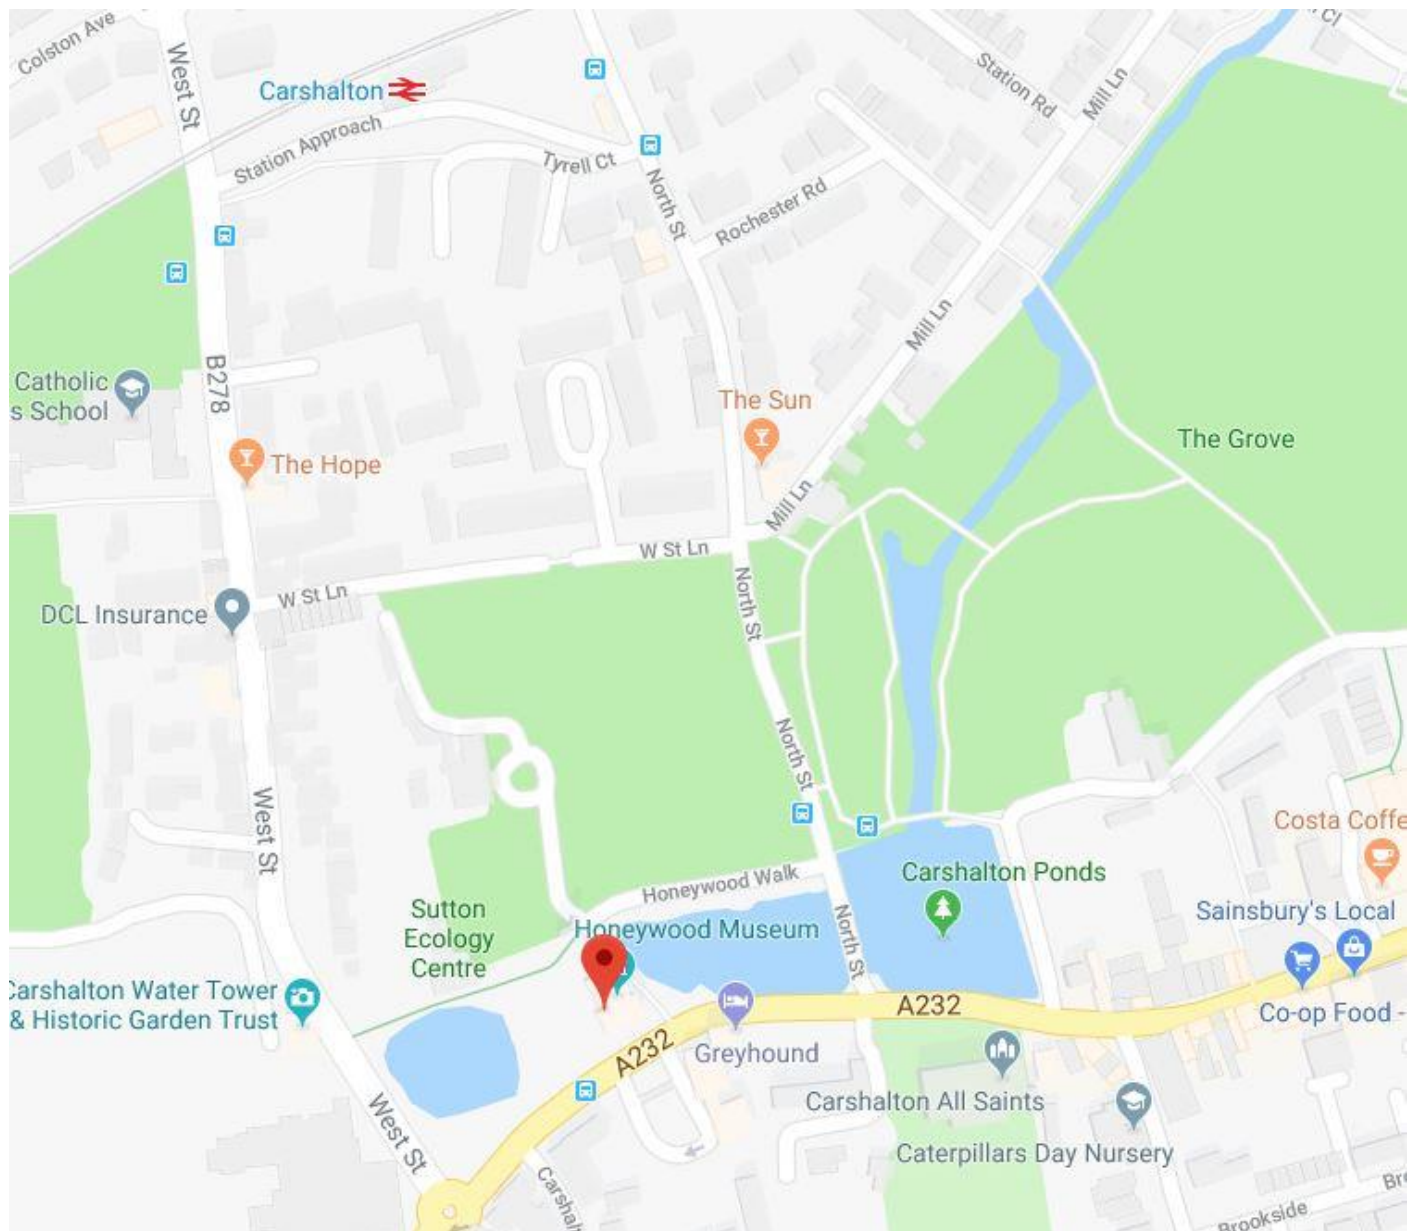 Colston Ave
West St
Carshalton
Station Approach
Tyrell Ct
North St
Rochester Rd
Station Rd
Mill Ln
Cl
B278
Catholic
s School
The Hope
The Sun
Mill Ln
Mill Ln
The Grove
W St Ln
W St Ln
North St
DCL Insurance
North St
West St
Honeywood Walk
Carshalton Ponds
Costa Coffe
Sutton
Ecology
Centre
Honeywood Museum
North St
Sainsbury's Local
Carshalton Water Tower
& Historic Garden Trust
A232
A232
Greyhound
Co-op Food -
Carshalton All Saints
Caterpillars Day Nursery
West St
Carshal
Brookside
Bro